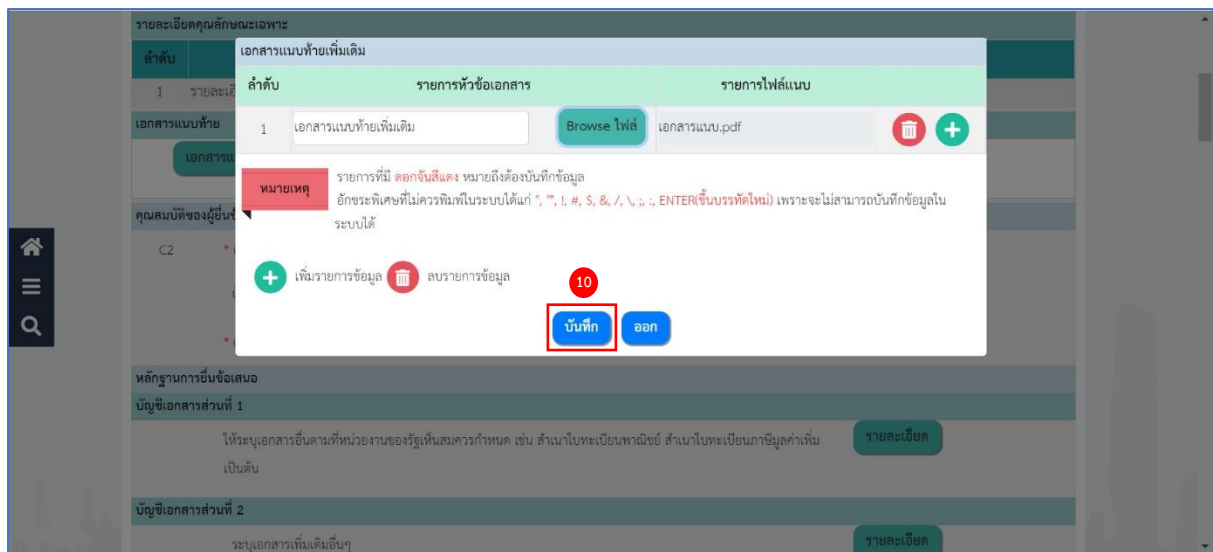 รายละเอียดคุณลักษณะเฉพาะ
ลำดับ
1 รายละเอี
เอกสารแนบท้าย
เอกสารแ
คุณสมบัติของผู้ยื่นข้
C2 *
*
เอกสารแนบท้ายเพิ่มเติม
ลำดับ รายการหัวข้อเอกสาร รายการไฟล์แนบ
1 เอกสารแนบท้ายเพิ่มเติม Browse ไฟล์ เอกสารแนบ.pdf
หมายเหตุ
รายการที่มี ดอกจันสีแดง หมายถึงต้องบันทึกข้อมูล
อักขระพิเศษที่ไม่ควรพิมพ์ในระบบได้แก่ ", "', !, #, $, &, /, \, ;, :, ENTER(ขึ้นบรรทัดใหม่) เพราะจะไม่สามารถบันทึกข้อมูลใน
ระบบได้
เพิ่มรายการข้อมูล ลบรายการข้อมูล
10
บันทึก ออก
หลักฐานการยื่นข้อเสนอ
บัญชีเอกสารส่วนที่ 1
ให้ระบุเอกสารอื่นตามที่หน่วยงานของรัฐเห็นสมควรกำหนด เช่น สำเนาใบทะเบียนพาณิชย์ สำเนาใบทะเบียนภาษีมูลค่าเพิ่ม รายละเอียด
เป็นต้น
บัญชีเอกสารส่วนที่ 2
ระบุเอกสารเพิ่มเติมอื่นๆ รายละเอียด